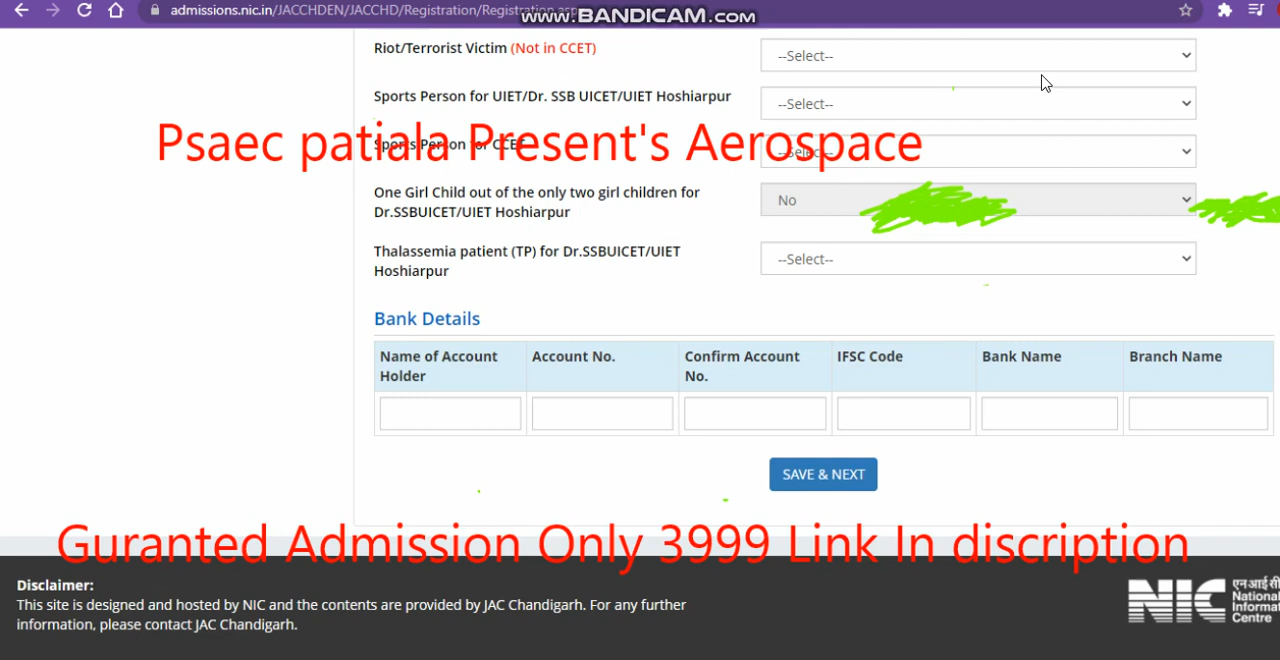 admissions.nic.in/JACCHDEN/JACCHD/Registration/Registration.asp
www.BANDICAM.com
Riot/Terrorist Victim (Not in CCET)
--Select--
Sports Person for UIET/Dr. SSB UICET/UIET Hoshiarpur
--Select--
Psaec patiala Present's Aerospace
Sports Person for CCET
--Select--
One Girl Child out of the only two girl children for
Dr.SSBUICET/UIET Hoshiarpur
No
Thalassemia patient (TP) for Dr.SSBUICET/UIET
Hoshiarpur
--Select--
Bank Details
Name of Account
Holder
Account No.
Confirm Account
No.
IFSC Code
Bank Name
Branch Name
SAVE & NEXT
Guranted Admission Only 3999 Link In discription
Disclaimer:
This site is designed and hosted by NIC and the contents are provided by JAC Chandigarh. For any further
information, please contact JAC Chandigarh.
NIC
एनआईसी
National
Informat
Centre